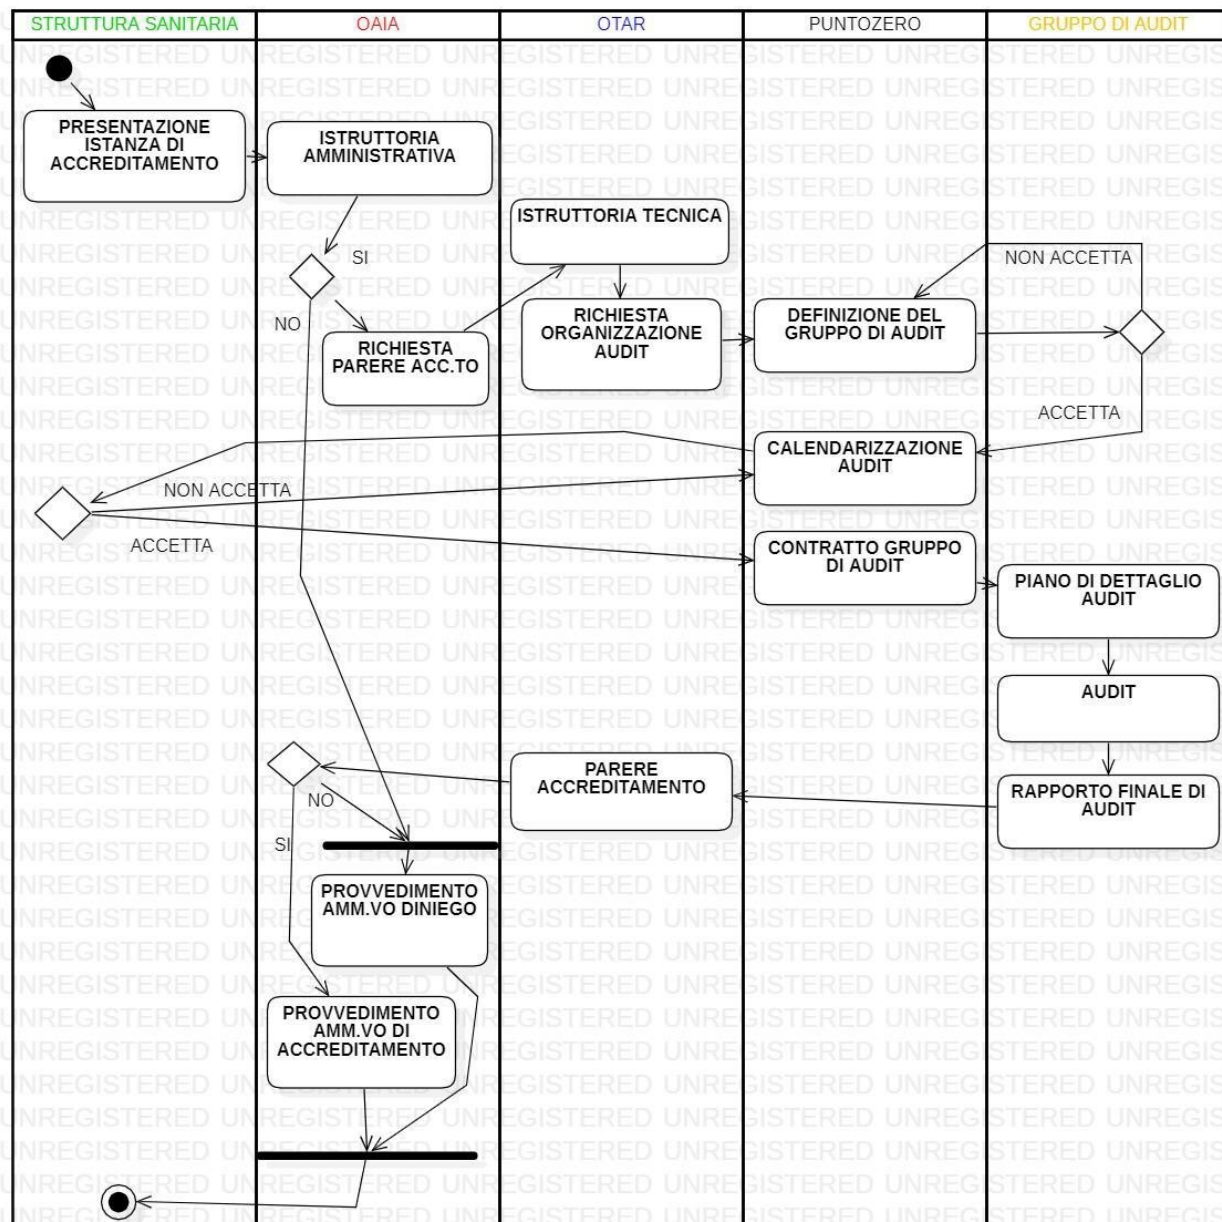 STRUTTURA SANITARIA
OAIA
OTAR
PUNTOZERO
GRUPPO DI AUDIT
PRESENTAZIONE
ISTANZA DI
ACCREDITAMENTO
ISTRUTTORIA
AMMINISTRATIVA
ISTRUTTORIA TECNICA
SI
NO
RICHIESTA
PARERE ACC.TO
RICHIESTA
ORGANIZZAZIONE
AUDIT
DEFINIZIONE DEL
GRUPPO DI AUDIT
NON ACCETTA
ACCETTA
CALENDARIZZAZIONE
AUDIT
NON ACCETTA
ACCETTA
CONTRATTO GRUPPO
DI AUDIT
PIANO DI DETTAGLIO
AUDIT
AUDIT
RAPPORTO FINALE DI
AUDIT
PARERE
ACCREDITAMENTO
NO
SI
PROVVEDIMENTO
AMM.VO DINIEGO
PROVVEDIMENTO
AMM.VO DI
ACCREDITAMENTO
UNREGISTERED